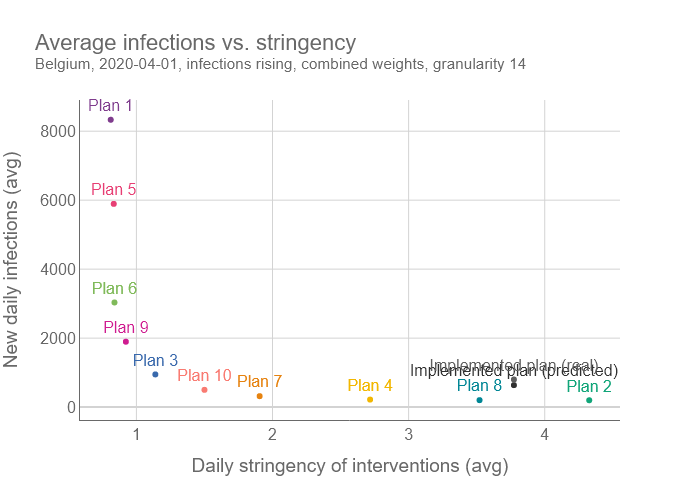 Average infections vs. stringency
Belgium, 2020-04-01, infections rising, combined weights, granularity 14
New daily infections (avg)
8000
6000
4000
2000
0
Plan 1
Plan 5
Plan 6
Plan 9
Plan 3
Plan 10
Plan 7
Plan 4
Implemented plan (real)
Implemented plan (predicted)
Plan 8
Plan 2
1
2
3
4
Daily stringency of interventions (avg)